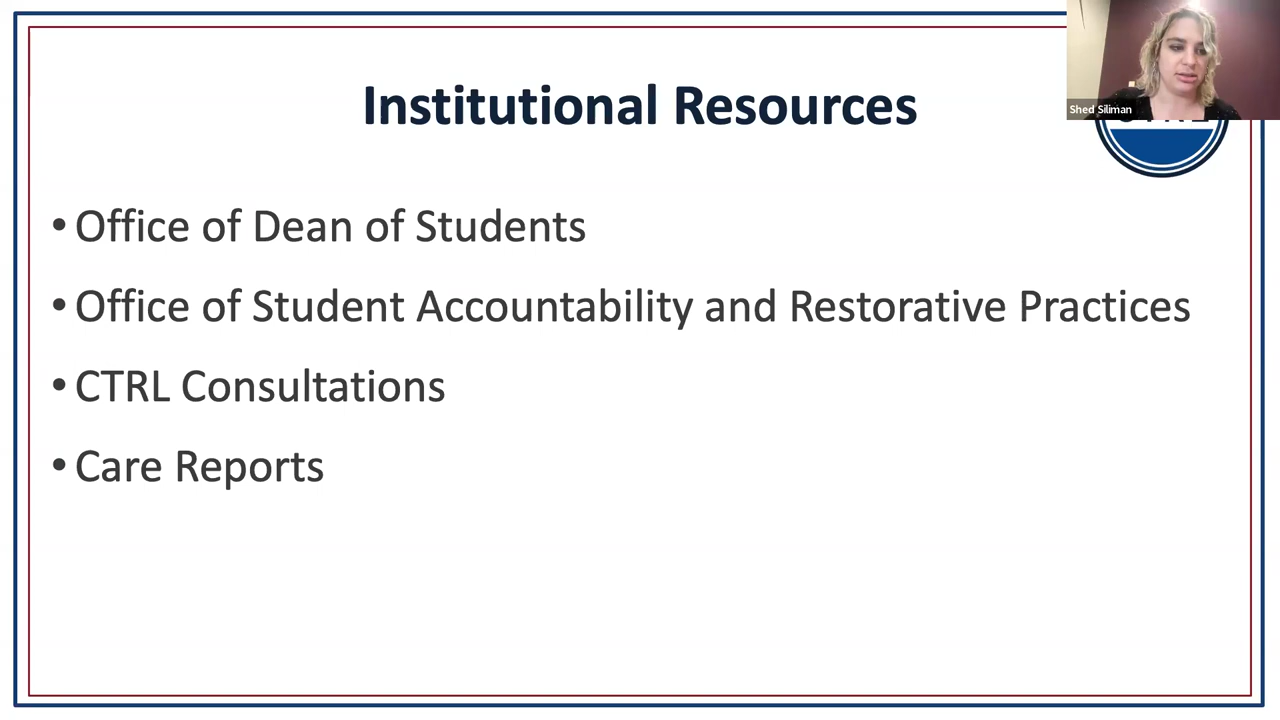 Institutional Resources
Shed Siliman
• Office of Dean of Students
• Office of Student Accountability and Restorative Practices
• CTRL Consultations
• Care Reports